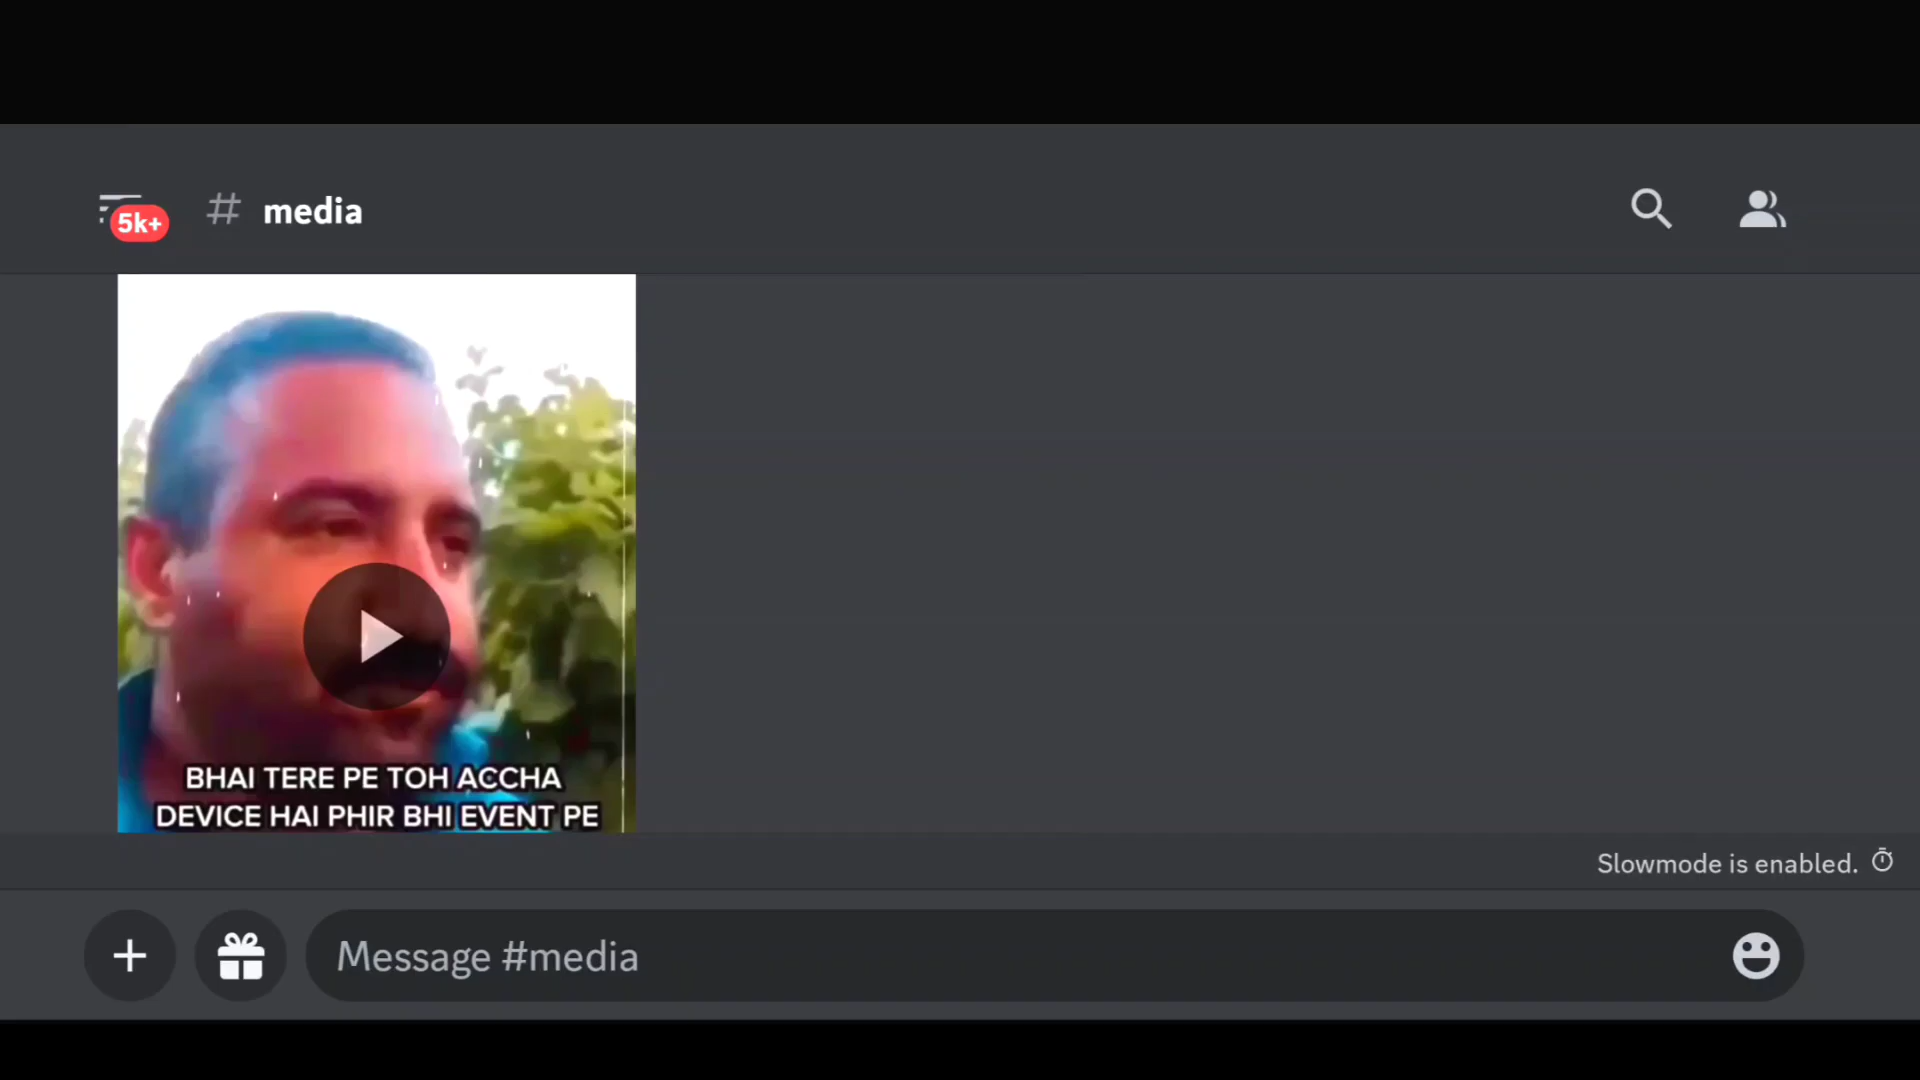 5k+
# media
BHAI TERE PE TOH ACCHA
DEVICE HAI PHIR BHI EVENT PE
Slowmode is enabled.
Message #media